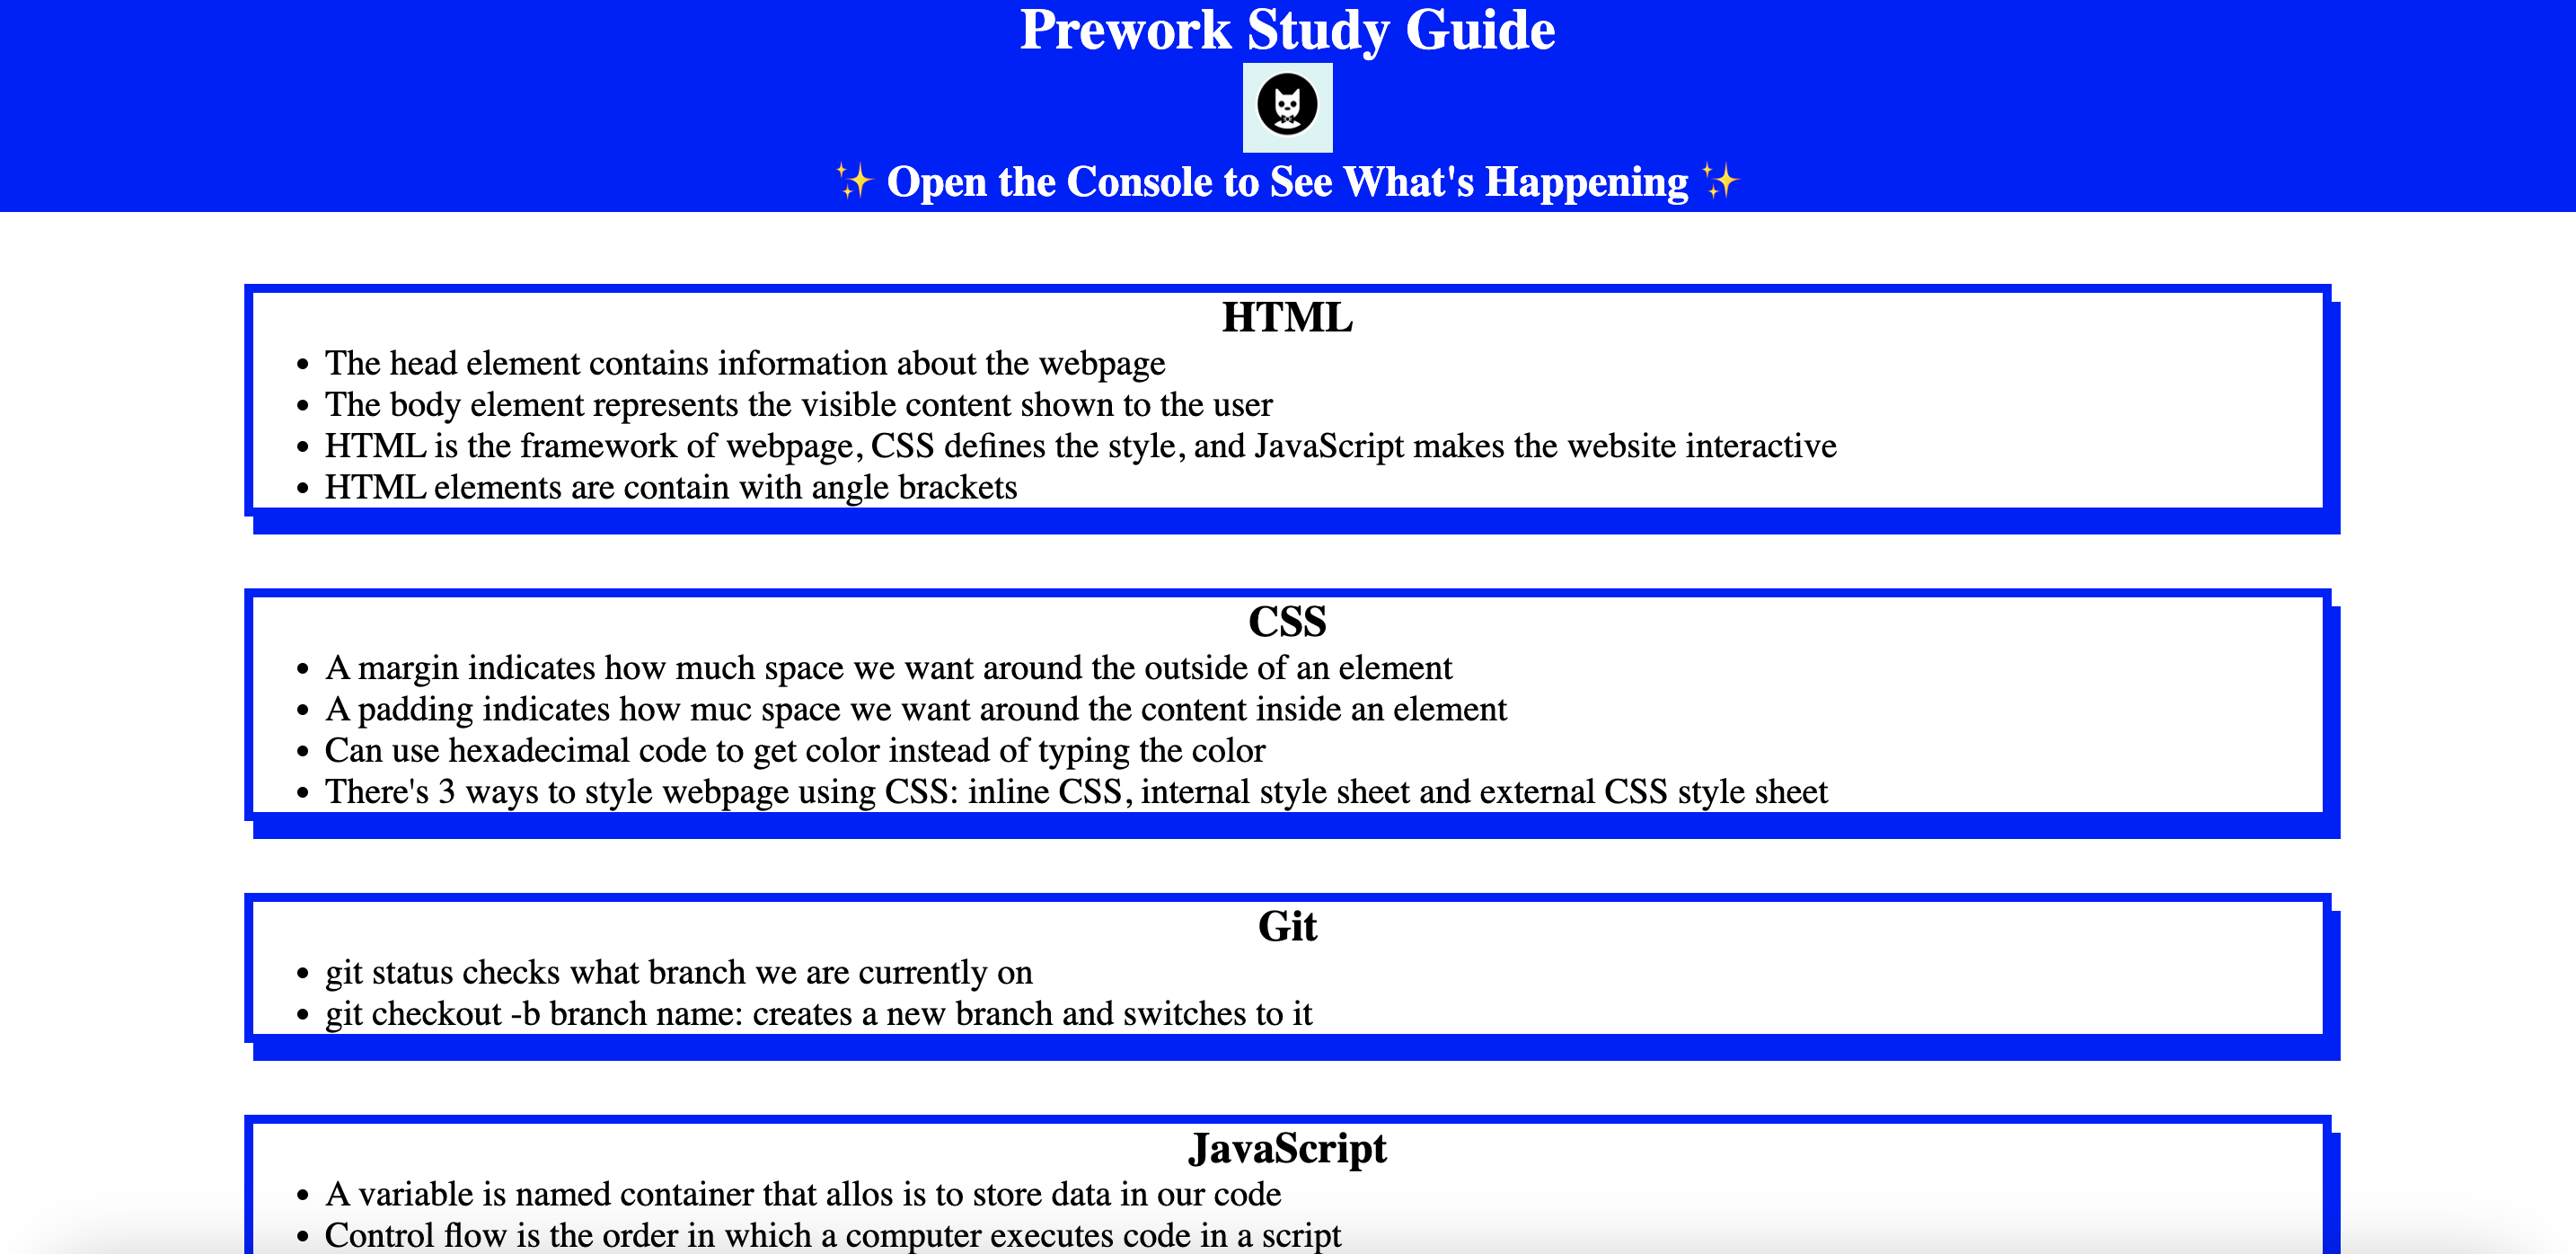 Prework Study Guide
✨ Open the Console to See What's Happening ✨
HTML
• The head element contains information about the webpage
• The body element represents the visible content shown to the user
• HTML is the framework of webpage, CSS defines the style, and JavaScript makes the website interactive
• HTML elements are contain with angle brackets
CSS
• A margin indicates how much space we want around the outside of an element
• A padding indicates how muc space we want around the content inside an element
• Can use hexadecimal code to get color instead of typing the color
• There's 3 ways to style webpage using CSS: inline CSS, internal style sheet and external CSS style sheet
Git
• git status checks what branch we are currently on
• git checkout -b branch name: creates a new branch and switches to it
JavaScript
• A variable is named container that allos is to store data in our code
• Control flow is the order in which a computer executes code in a script